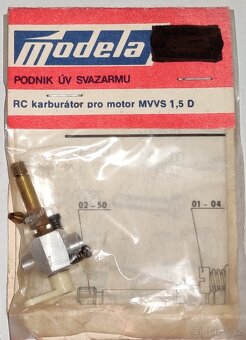 modela
PODNIK ÚV SVAZARMU
RC karburátor pro motor MVVS 1,5 D
02-50
01-04